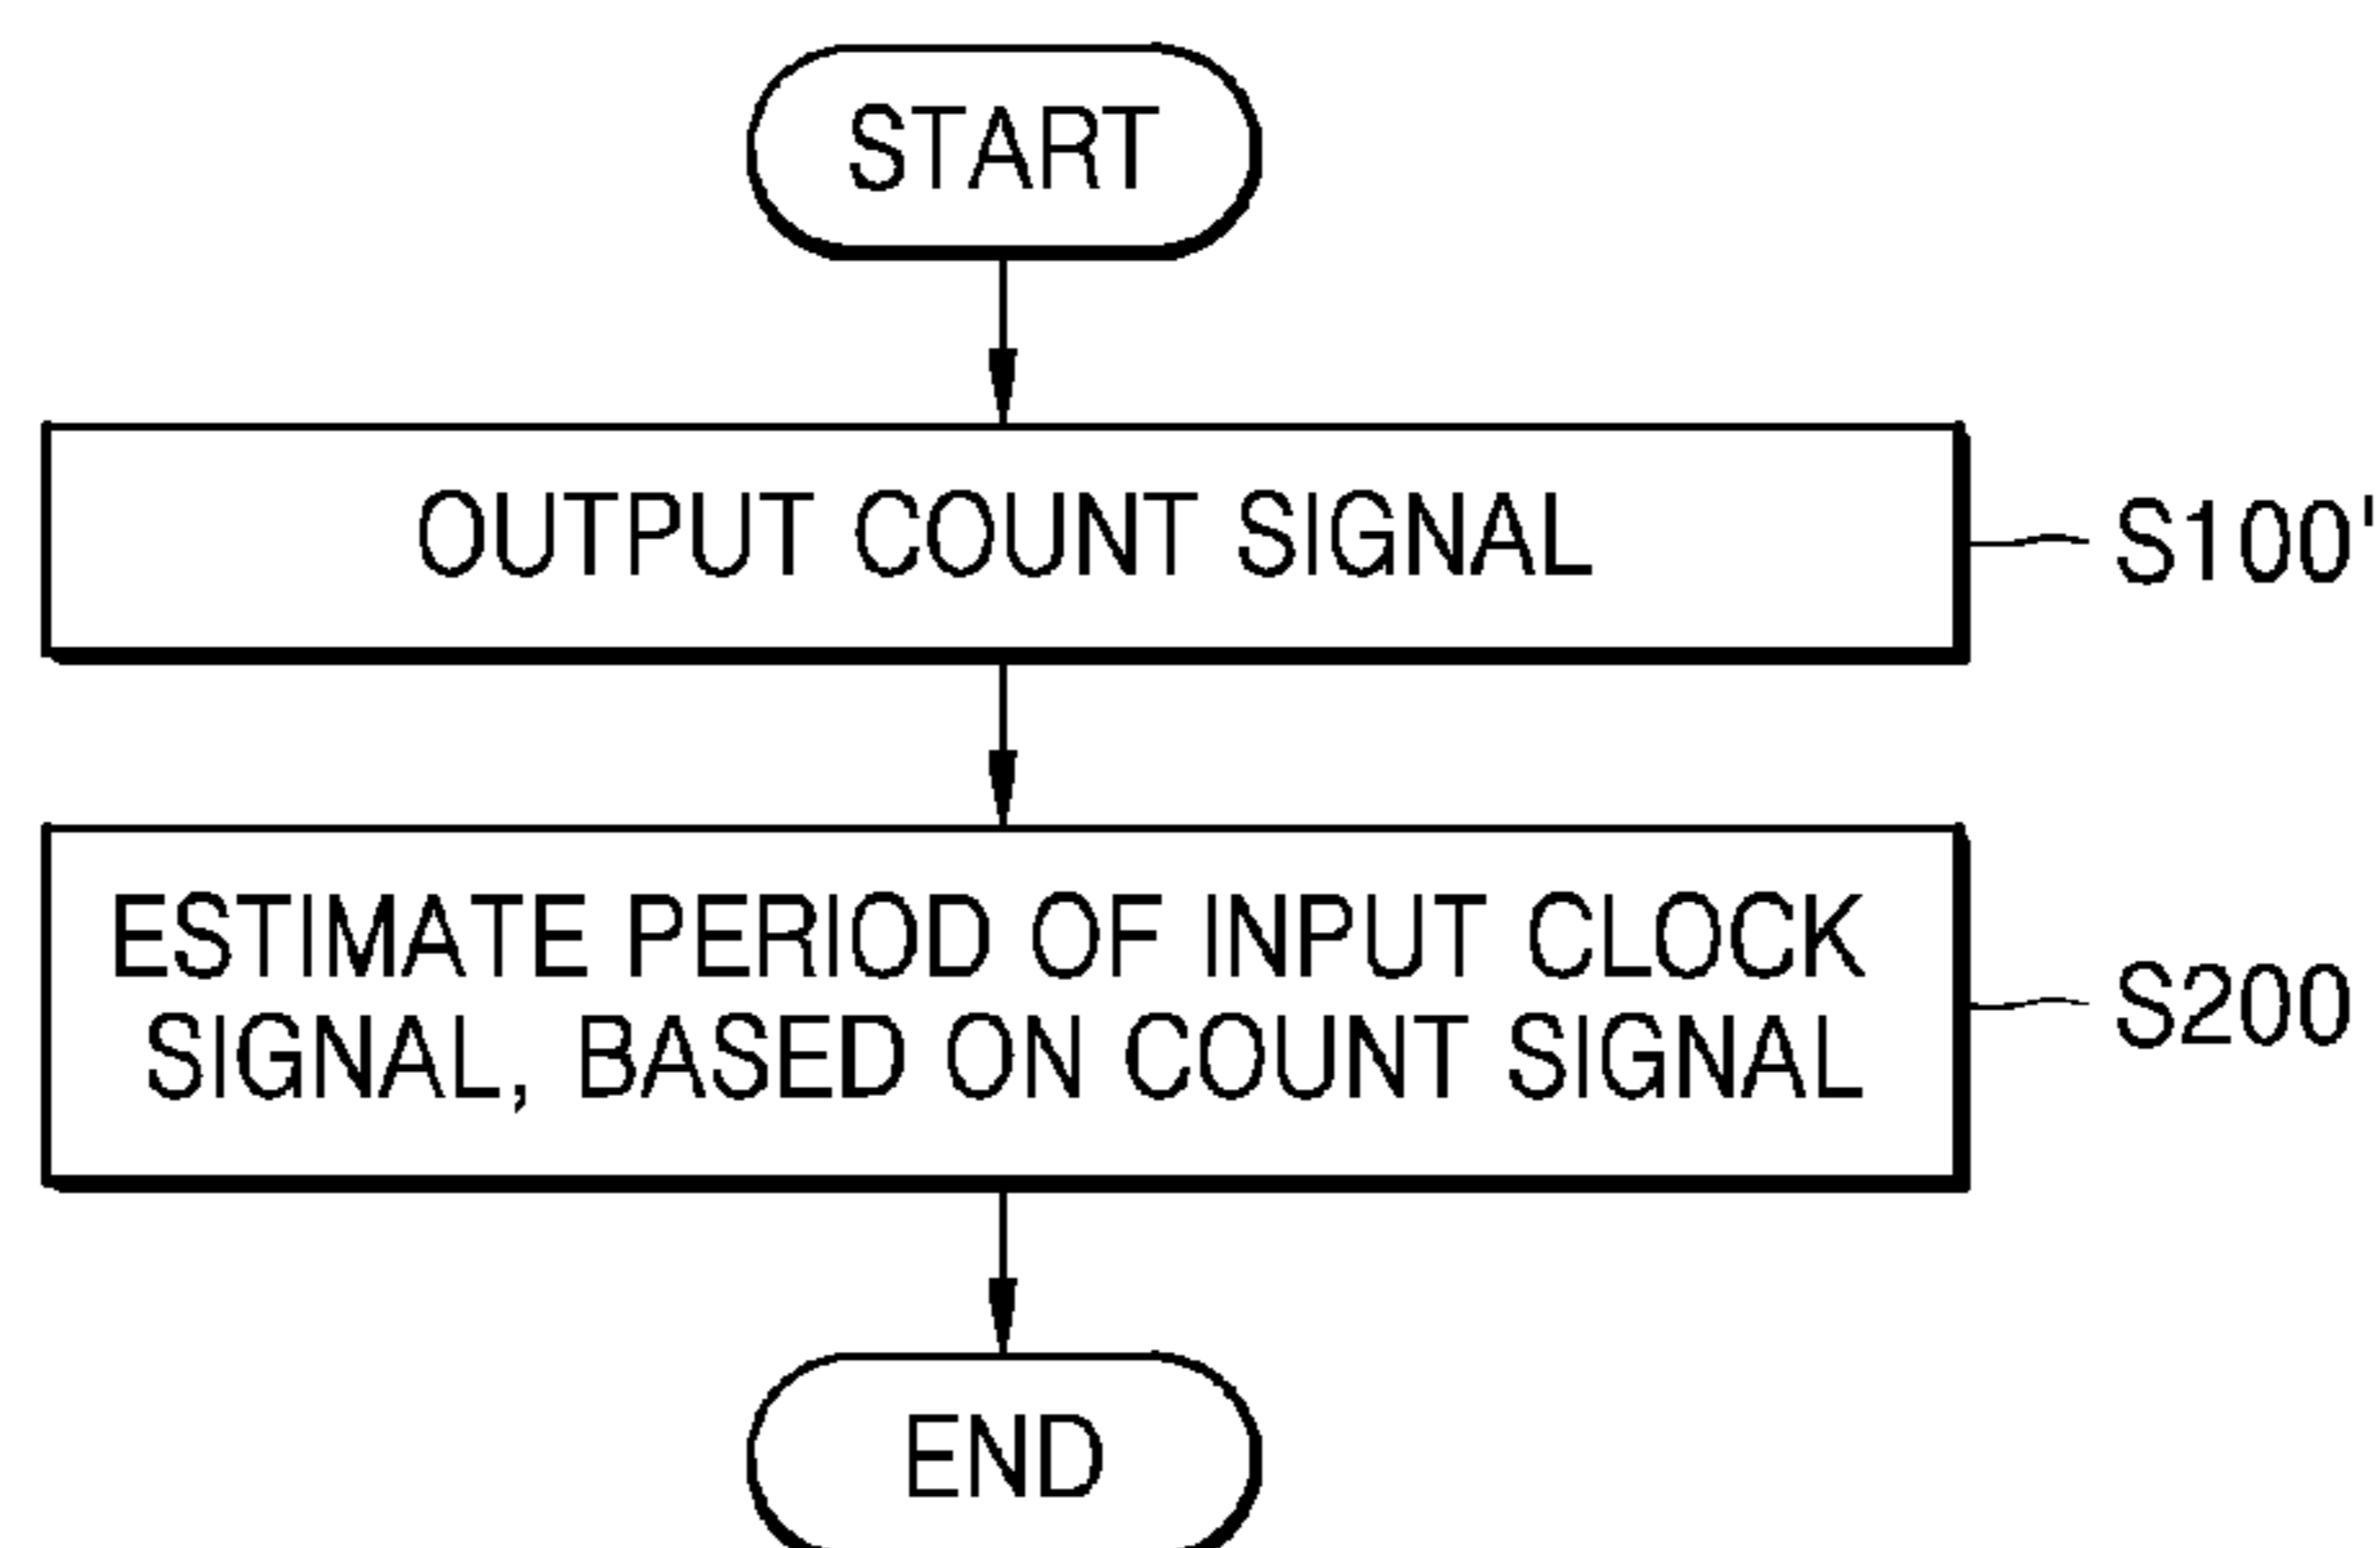 START
OUTPUT COUNT SIGNAL
S100'
ESTIMATE PERIOD OF INPUT CLOCK
SIGNAL, BASED ON COUNT SIGNAL
S200
END